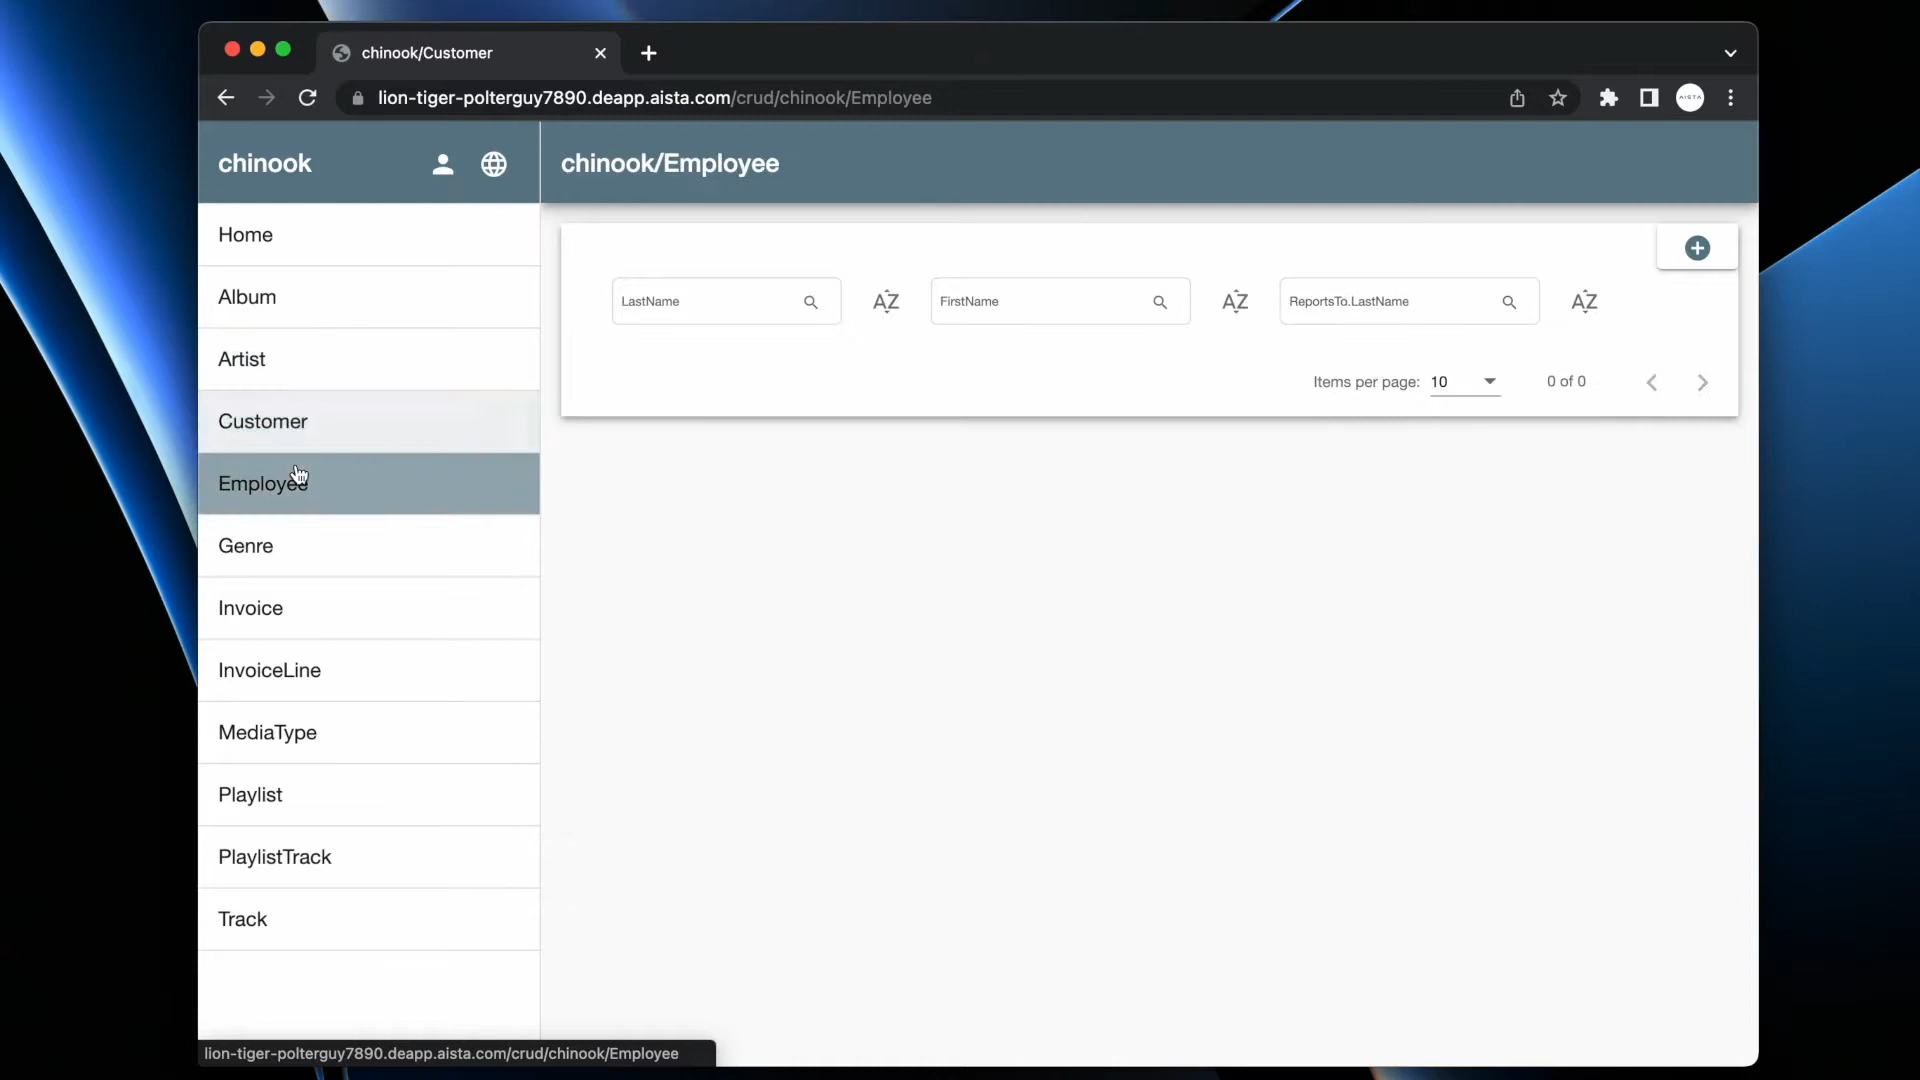 chinook/Customer
lion-tiger-polterguy7890.deapp.aista.com/crud/chinook/Employee
AISTA
chinook
chinook/Employee
Home
Album
Artist
Customer
Employee
Genre
Invoice
InvoiceLine
MediaType
Playlist
PlaylistTrack
Track
LastName
AZ
FirstName
AZ
ReportsTo.LastName
AZ
Items per page: 10
0 of 0
lion-tiger-polterguy7890.deapp.aista.com/crud/chinook/Employee